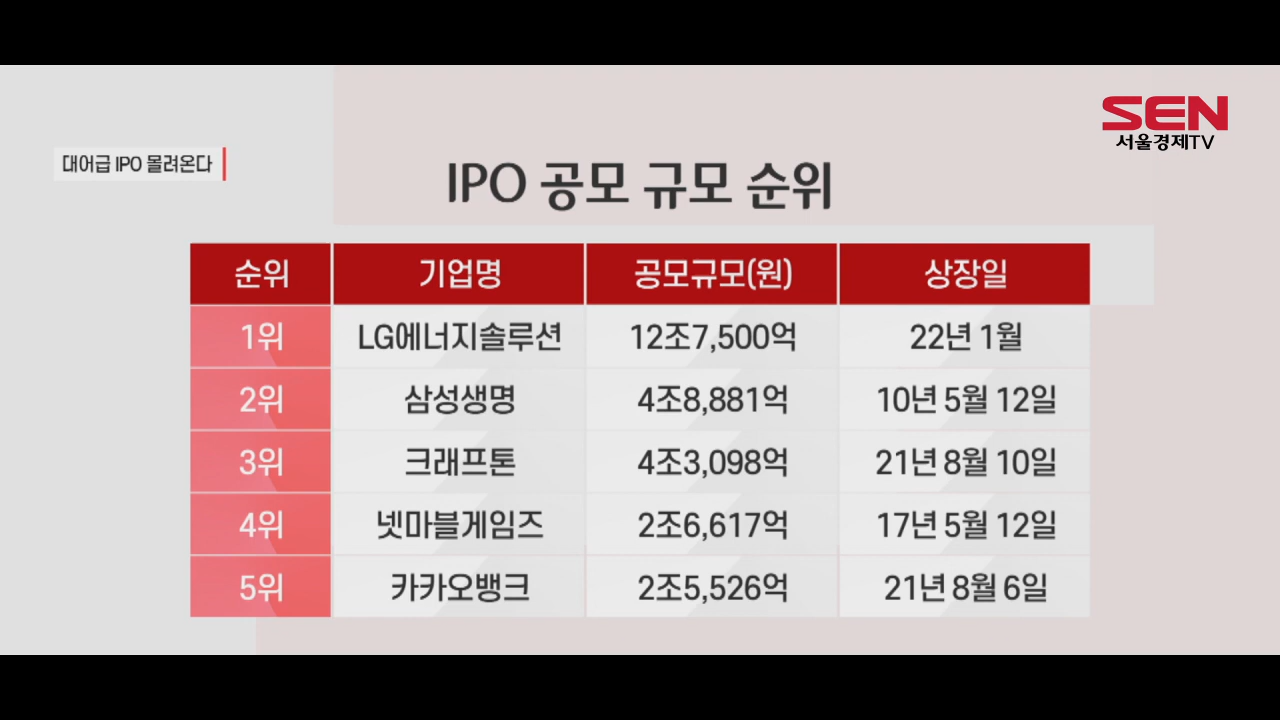 SEN
서울경제TV
대어급 IPO 몰려온다
IPO 공모 규모 순위
순위 기업명 공모규모(원) 상장일
1위 LG에너지솔루션 12조7,500억 22년 1월
2위 삼성생명 4조8,881억 10년 5월 12일
3위 크래프톤 4조3,098억 21년 8월 10일
4위 넷마블게임즈 2조6,617억 17년 5월 12일
5위 카카오뱅크 2조5,526억 21년 8월 6일